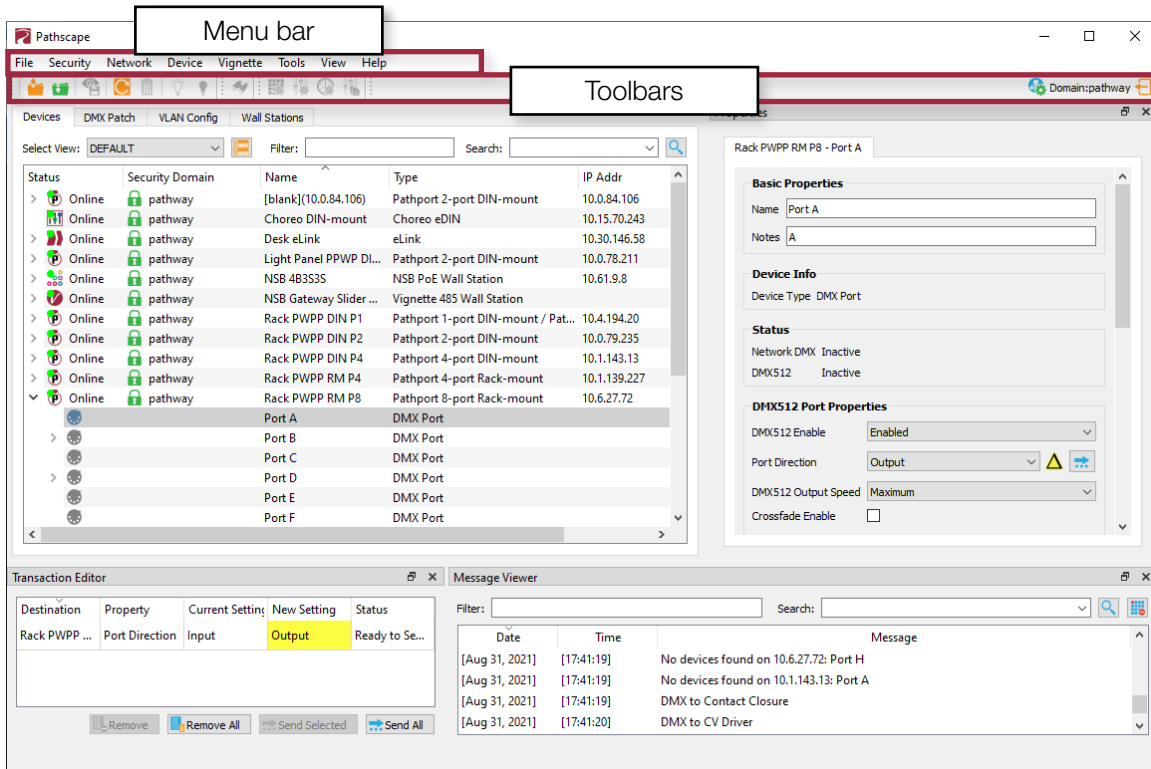 Pathscape
Menu bar
File Security Network Device Vignette Tools View Help
Toolbars
Domain:pathway
Devices DMX Patch VLAN Config Wall Stations
Select View: DEFAULT Filter: Search:
Status Security Domain Name Type IP Addr
Online pathway [blank](10.0.84.106) Pathport 2-port DIN-mount 10.0.84.106
Online pathway Choreo DIN-mount Choreo eDIN 10.15.70.243
Online pathway Desk eLink eLink 10.30.146.58
Online pathway Light Panel PPWP DI... Pathport 2-port DIN-mount 10.0.78.211
Online pathway NSB 4B3S3S NSB PoE Wall Station 10.61.9.8
Online pathway NSB Gateway Slider ... Vignette 485 Wall Station
Online pathway Rack PWPP DIN P1 Pathport 1-port DIN-mount / Pat... 10.4.194.20
Online pathway Rack PWPP DIN P2 Pathport 2-port DIN-mount 10.0.79.235
Online pathway Rack PWPP DIN P4 Pathport 4-port DIN-mount 10.1.143.13
Online pathway Rack PWPP RM P4 Pathport 4-port Rack-mount 10.1.139.227
Online pathway Rack PWPP RM P8 Pathport 8-port Rack-mount 10.6.27.72
Port A DMX Port
Port B DMX Port
Port C DMX Port
Port D DMX Port
Port E DMX Port
Port F DMX Port
Rack PWPP RM P8 - Port A
Basic Properties
Name Port A
Notes A
Device Info
Device Type DMX Port
Status
Network DMX Inactive
DMX512 Inactive
DMX512 Port Properties
DMX512 Enable Enabled
Port Direction Output
DMX512 Output Speed Maximum
Crossfade Enable
Transaction Editor
Destination Property Current Setting New Setting Status
Rack PWPP ... Port Direction Input Output Ready to Se...
Remove Remove All Send Selected Send All
Message Viewer
Filter: Search:
Date Time Message
[Aug 31, 2021] [17:41:19] No devices found on 10.6.27.72: Port H
[Aug 31, 2021] [17:41:19] No devices found on 10.1.143.13: Port A
[Aug 31, 2021] [17:41:19] DMX to Contact Closure
[Aug 31, 2021] [17:41:20] DMX to CV Driver